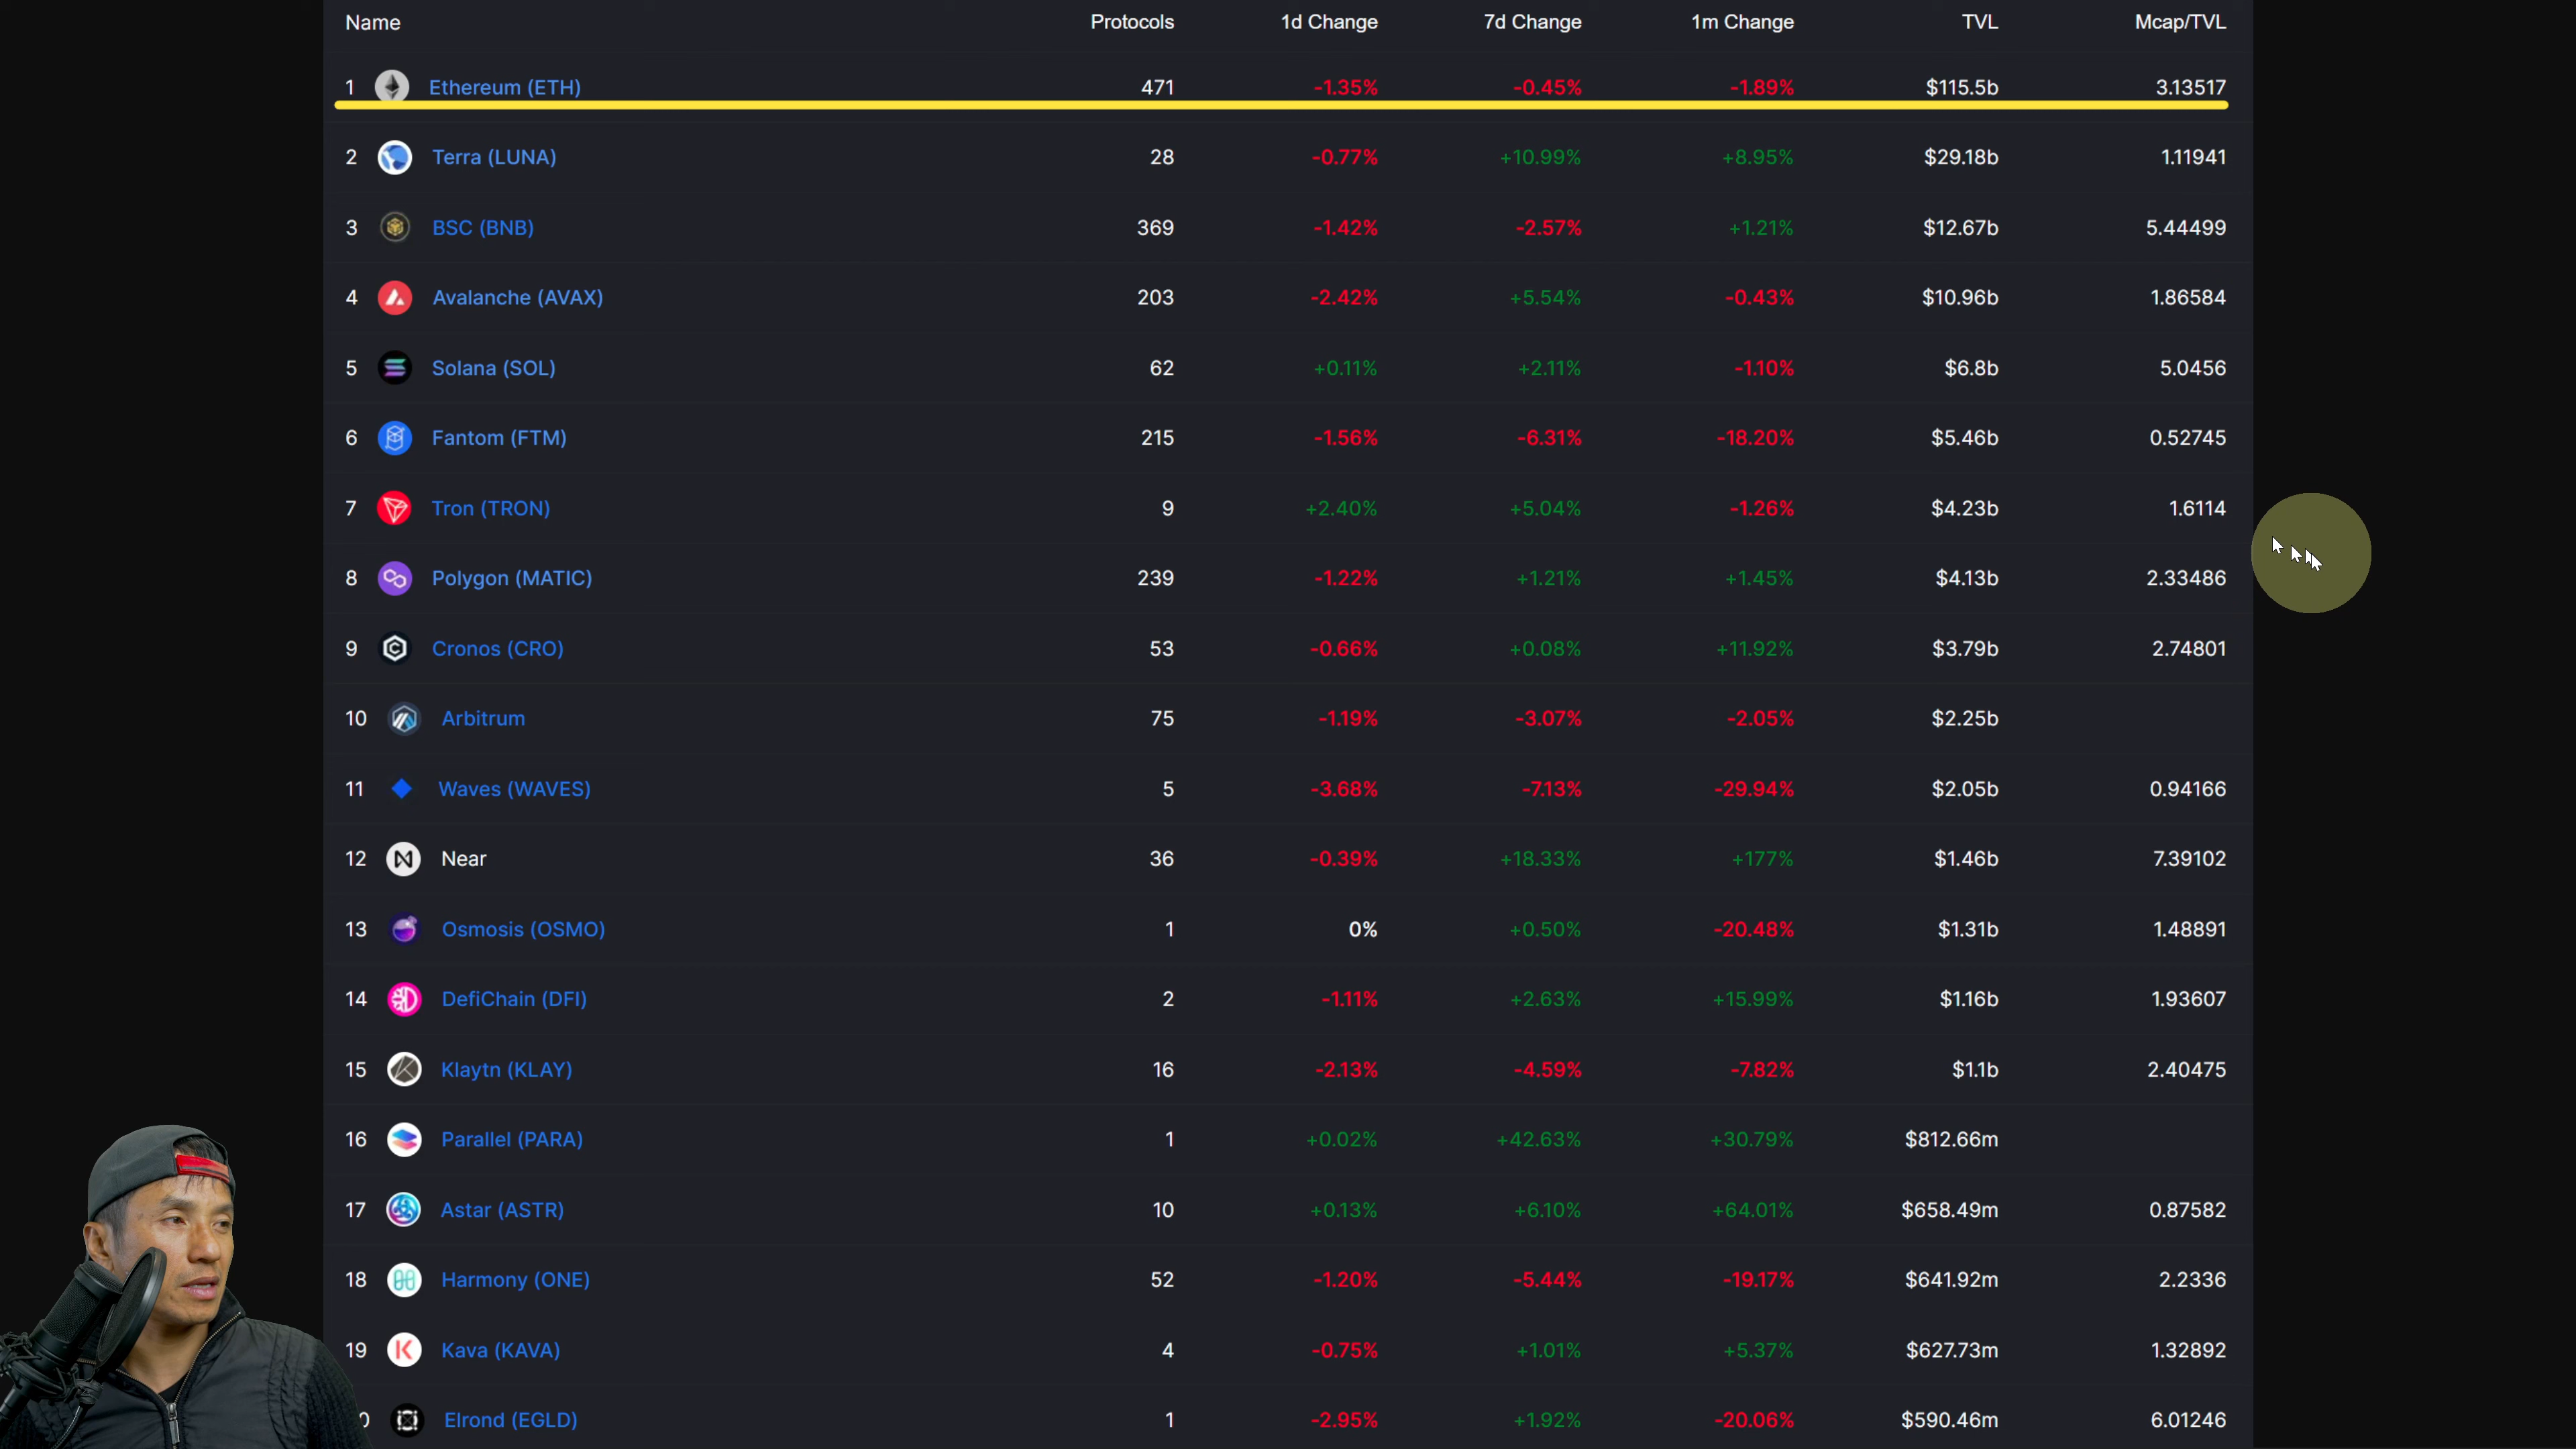 Name Protocols 1d Change 7d Change 1m Change TVL Mcap/TVL
1 Ethereum (ETH) 471 -1.35% -0.45% -1.89% $115.5b 3.13517
2 Terra (LUNA) 28 -0.77% +10.99% +8.95% $29.18b 1.11941
3 BSC (BNB) 369 -1.42% -2.57% +1.21% $12.67b 5.44499
4 Avalanche (AVAX) 203 -2.42% +5.54% -0.43% $10.96b 1.86584
5 Solana (SOL) 62 +0.11% +2.11% -1.10% $6.8b 5.0456
6 Fantom (FTM) 215 -1.56% -6.31% -18.20% $5.46b 0.52745
7 Tron (TRON) 9 +2.40% +5.04% -1.26% $4.23b 1.6114
8 Polygon (MATIC) 239 -1.22% +1.21% +1.45% $4.13b 2.33486
9 Cronos (CRO) 53 -0.66% +0.08% +11.92% $3.79b 2.74801
10 Arbitrum 75 -1.19% -3.07% -2.05% $2.25b
11 Waves (WAVES) 5 -3.68% -7.13% -29.94% $2.05b 0.94166
12 Near 36 -0.39% +18.33% +177% $1.46b 7.39102
13 Osmosis (OSMO) 1 0% +0.50% -20.48% $1.31b 1.48891
14 DefiChain (DFI) 2 -1.11% +2.63% +15.99% $1.16b 1.93607
15 Klaytn (KLAY) 16 -2.13% -4.59% -7.82% $1.1b 2.40475
16 Parallel (PARA) 1 +0.02% +42.63% +30.79% $812.66m
17 Astar (ASTR) 10 +0.13% +6.10% +64.01% $658.49m 0.87582
18 Harmony (ONE) 52 -1.20% -5.44% -19.17% $641.92m 2.2336
19 Kava (KAVA) 4 -0.75% +1.01% +5.37% $627.73m 1.32892
0 Elrond (EGLD) 1 -2.95% +1.92% -20.06% $590.46m 6.01246